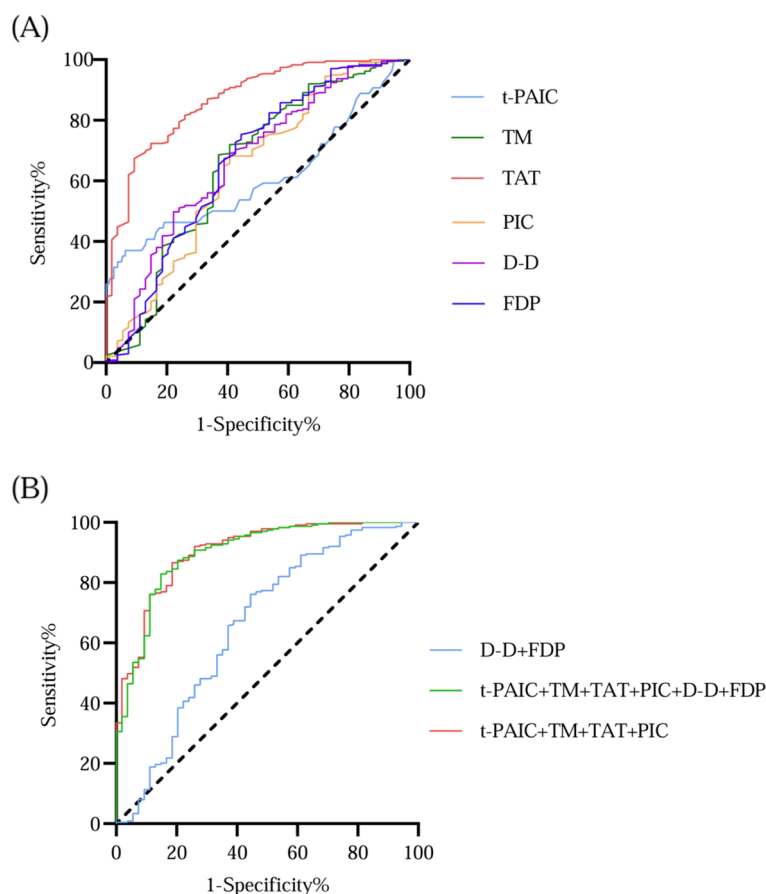 (A)
100
80
60
40
20
0
Sensitivity%
0 20 40 60 80 100
1-Specificity%
t-PAIC
TM
TAT
PIC
D-D
FDP
(B)
100
80
60
40
20
0
Sensitivity%
0 20 40 60 80 100
1-Specificity%
D-D+FDP
t-PAIC+TM+TAT+PIC+D-D+FDP
t-PAIC+TM+TAT+PIC